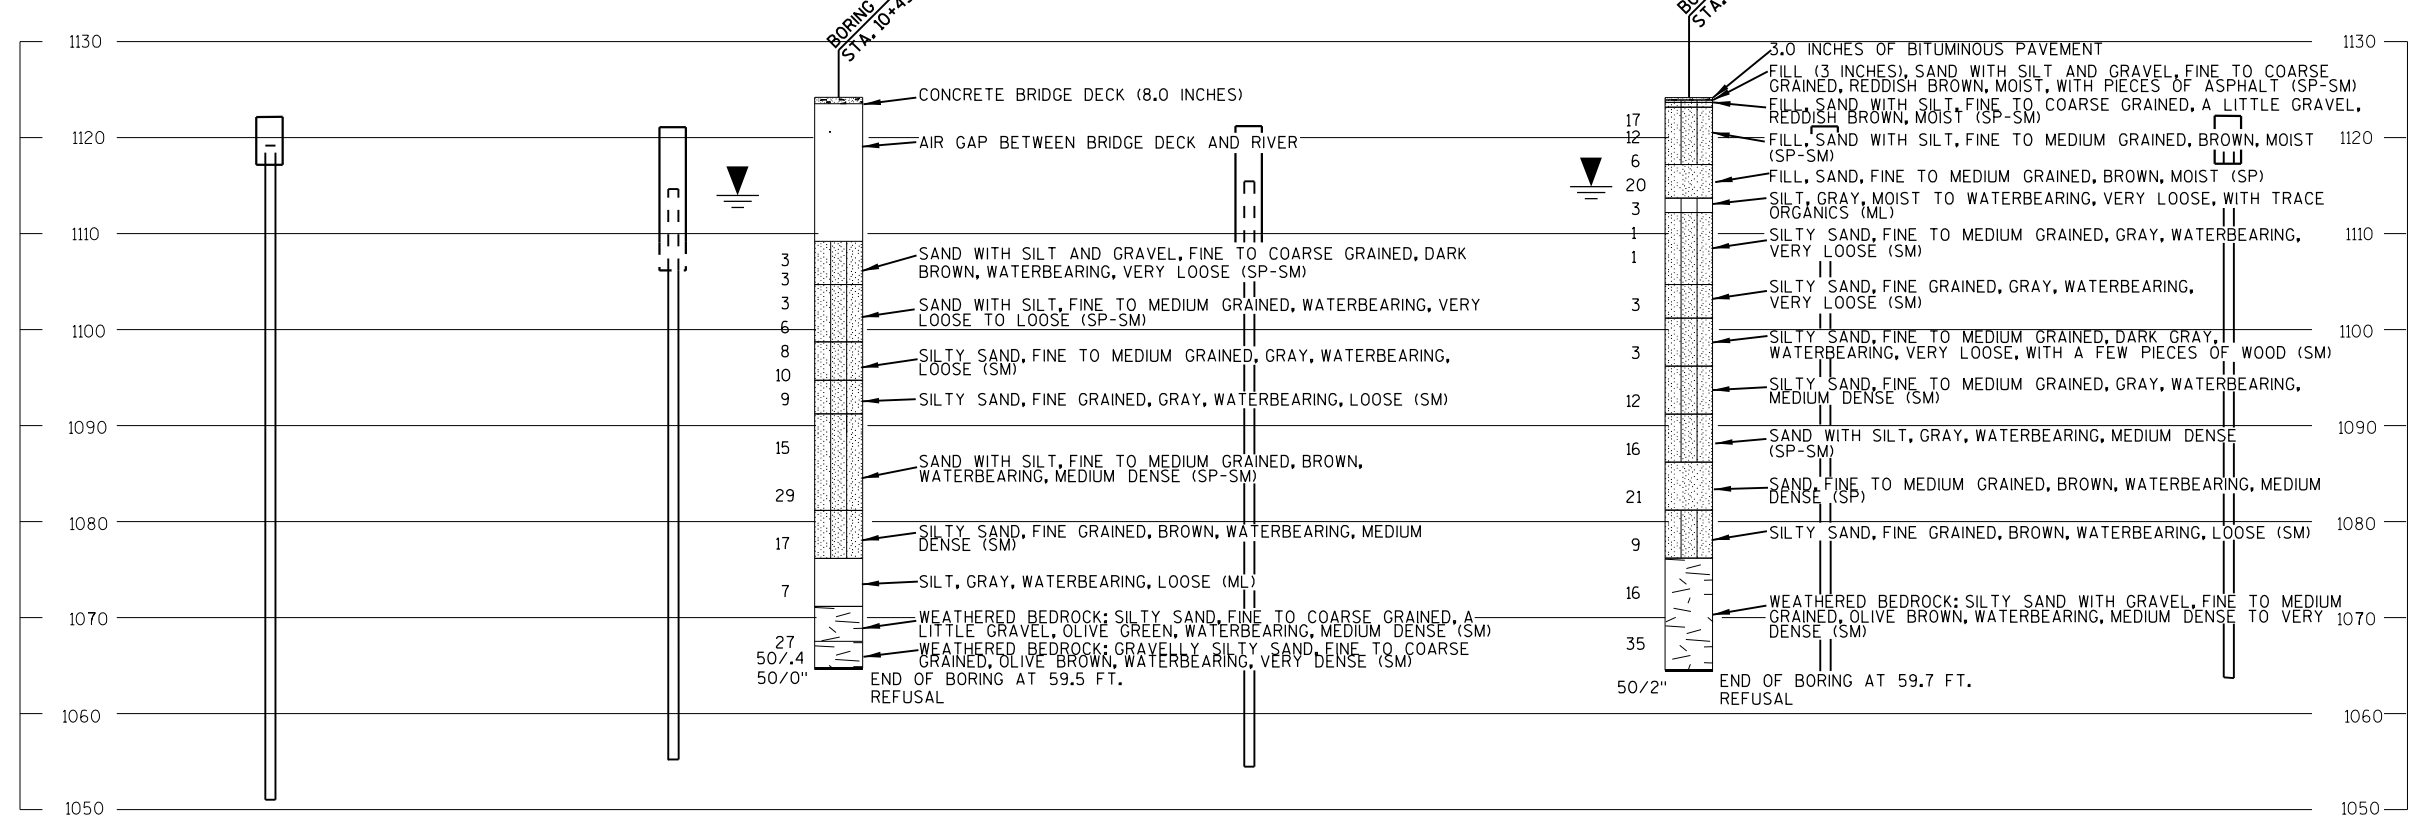 BORING
STA. 10+4
STA.
1130
1120
1110
1100
1090
1080
1070
1060
1050
CONCRETE BRIDGE DECK (8.0 INCHES)
AIR GAP BETWEEN BRIDGE DECK AND RIVER
SAND WITH SILT AND GRAVEL, FINE TO COARSE GRAINED, DARK
BROWN, WATERBEARING, VERY LOOSE (SP-SM)
SAND WITH SILT, FINE TO MEDIUM GRAINED, WATERBEARING, VERY
LOOSE TO LOOSE (SP-SM)
SILTY SAND, FINE TO MEDIUM GRAINED, GRAY, WATERBEARING,
LOOSE (SM)
SILTY SAND, FINE GRAINED, GRAY, WATERBEARING, LOOSE (SM)
SAND WITH SILT, FINE TO MEDIUM GRAINED, BROWN,
WATERBEARING, MEDIUM DENSE (SP-SM)
SILTY SAND, FINE GRAINED, BROWN, WATERBEARING, MEDIUM
DENSE (SM)
SILT, GRAY, WATERBEARING, LOOSE (ML)
WEATHERED BEDROCK: SILTY SAND, FINE TO COARSE GRAINED, A
LITTLE GRAVEL, OLIVE GREEN, WATERBEARING, MEDIUM DENSE (SM)
WEATHERED BEDROCK: GRAVELLY SILTY SAND, FINE TO COARSE
GRAINED, OLIVE BROWN, WATERBEARING, VERY DENSE (SM)
END OF BORING AT 59.5 FT.
REFUSAL
3
3
3
6
8
10
9
15
29
17
7
27
50/.4
50/0"
3.0 INCHES OF BITUMINOUS PAVEMENT
FILL (3 INCHES), SAND WITH SILT AND GRAVEL, FINE TO COARSE
GRAINED, REDDISH BROWN, MOIST, WITH PIECES OF ASPHALT (SP-SM)
FILL, SAND WITH SILT, FINE TO COARSE GRAINED, A LITTLE GRAVEL,
REDDISH BROWN, MOIST (SP-SM)
FILL, SAND WITH SILT, FINE TO MEDIUM GRAINED, BROWN, MOIST
(SP-SM)
FILL, SAND, FINE TO MEDIUM GRAINED, BROWN, MOIST (SP)
SILT, GRAY, MOIST TO WATERBEARING, VERY LOOSE, WITH TRACE
ORGANICS (ML)
SILTY SAND, FINE TO MEDIUM GRAINED, GRAY, WATERBEARING,
VERY LOOSE (SM)
SILTY SAND, FINE GRAINED, GRAY, WATERBEARING,
VERY LOOSE (SM)
SILTY SAND, FINE TO MEDIUM GRAINED, DARK GRAY,
WATERBEARING, VERY LOOSE, WITH A FEW PIECES OF WOOD (SM)
SILTY SAND, FINE TO MEDIUM GRAINED, GRAY, WATERBEARING,
MEDIUM DENSE (SM)
SAND WITH SILT, GRAY, WATERBEARING, MEDIUM DENSE
(SP-SM)
SAND, FINE TO MEDIUM GRAINED, BROWN, WATERBEARING, MEDIUM
DENSE (SP)
SILTY SAND, FINE GRAINED, BROWN, WATERBEARING, LOOSE (SM)
WEATHERED BEDROCK: SILTY SAND WITH GRAVEL, FINE TO MEDIUM
GRAINED, OLIVE BROWN, WATERBEARING, MEDIUM DENSE TO VERY
DENSE (SM)
END OF BORING AT 59.7 FT.
REFUSAL
17
12
6
20
3
1
1
3
3
12
16
21
9
16
35
50/2"
1130
1120
1110
1100
1090
1080
1070
1060
1050